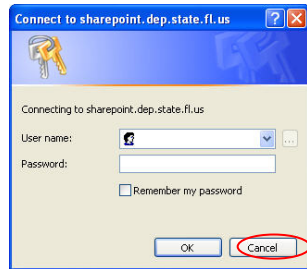 Connect to sharepoint.dep.state.fl.us
Connecting to sharepoint.dep.state.fl.us
User name:
Password:
Remember my password
OK
Cancel